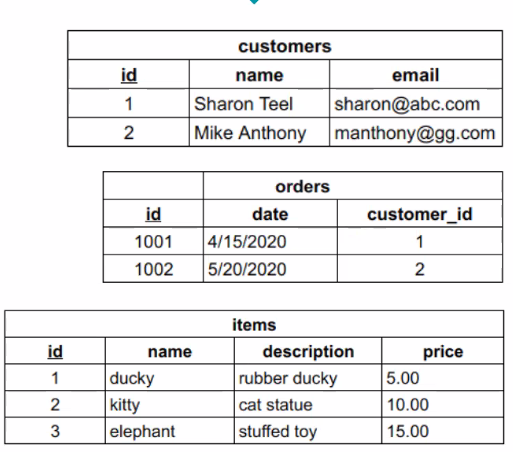 customers
id name email
1 Sharon Teel sharon@abc.com
2 Mike Anthony manthony@gg.com
orders
id date customer_id
1001 4/15/2020 1
1002 5/20/2020 2
items
id name description price
1 ducky rubber ducky 5.00
2 kitty cat statue 10.00
3 elephant stuffed toy 15.00